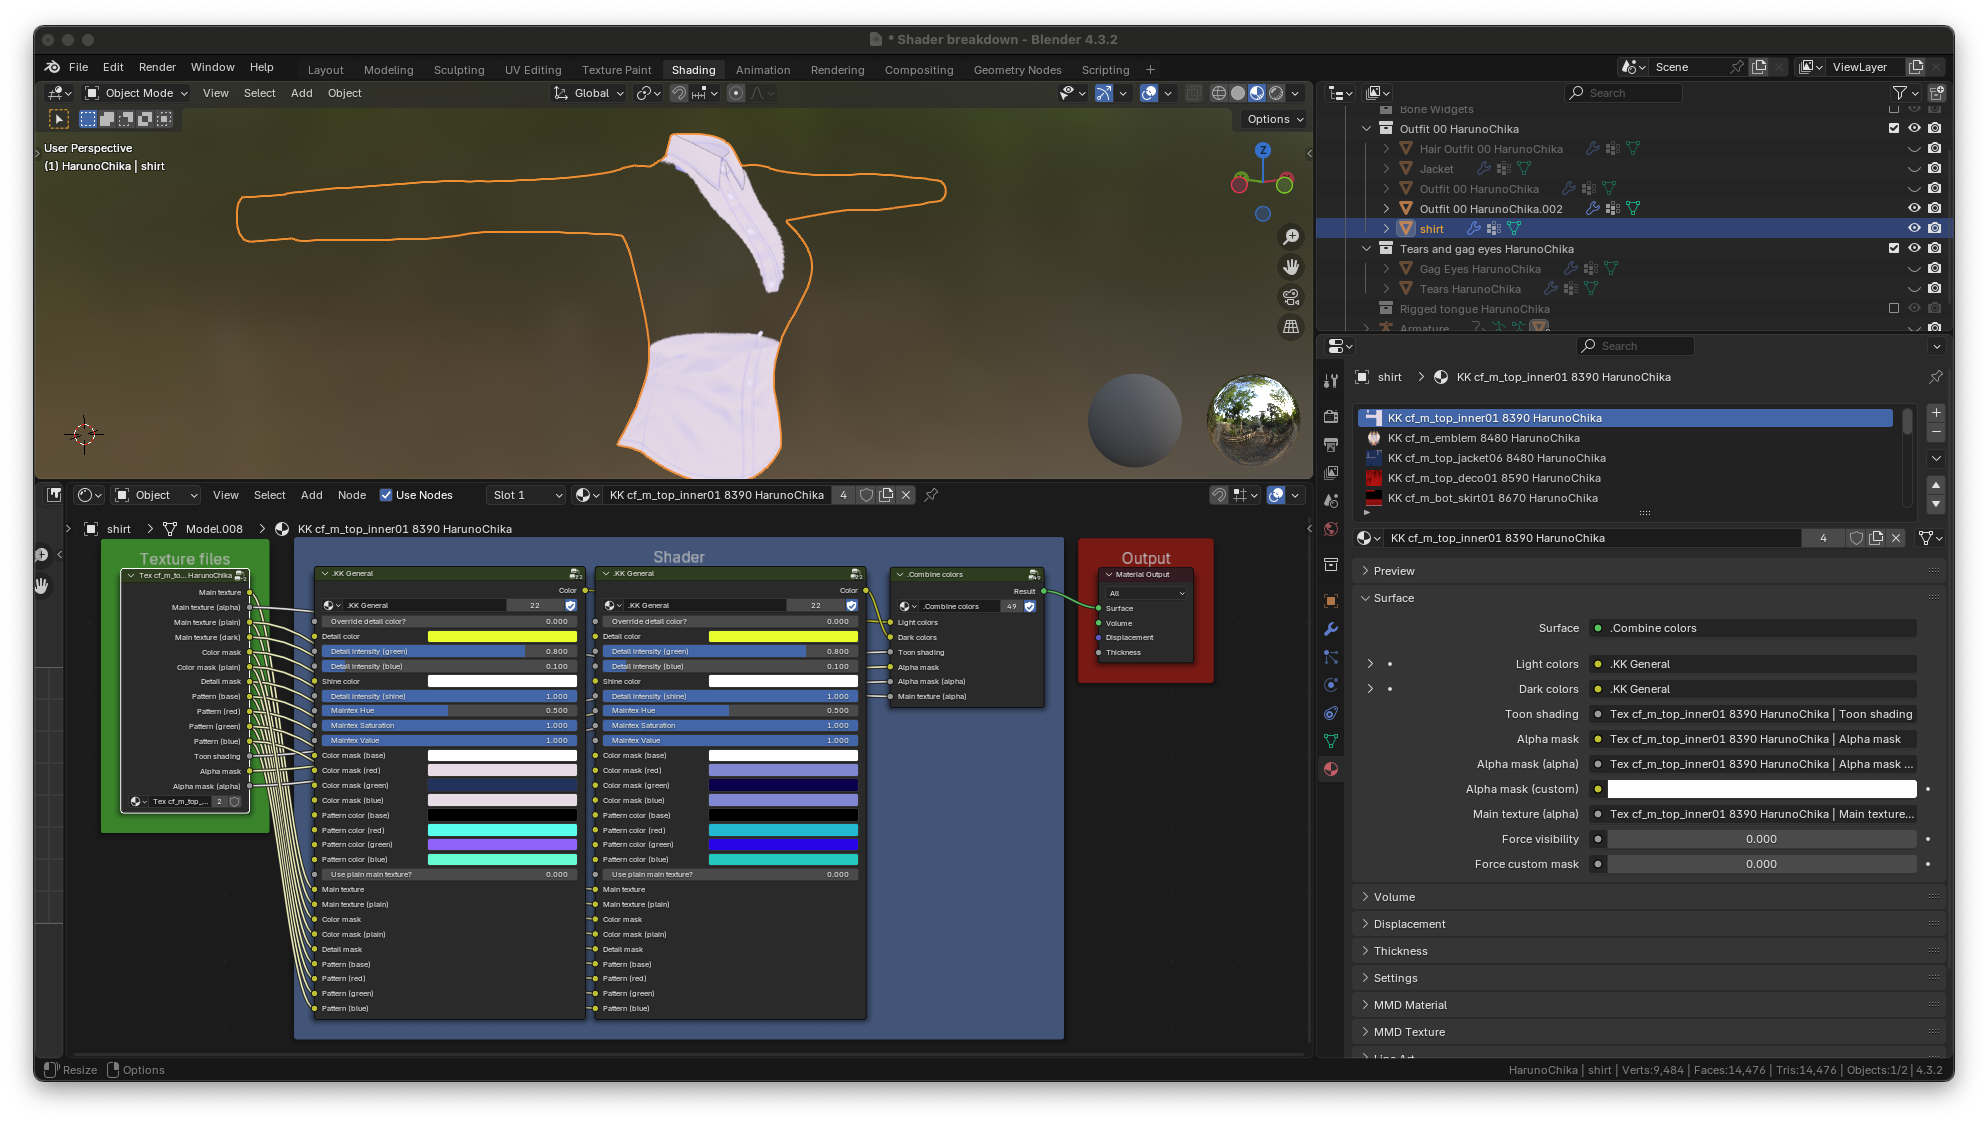 * Shader breakdown - Blender 4.3.2
File Edit Render Window Help
Layout Modeling Sculpting UV Editing Texture Paint Shading Animation Rendering Compositing Geometry Nodes Scripting +
Scene
ViewLayer
Object Mode View Select Add Object
Global
Options
User Perspective
(1) HarunoChika | shirt
Z
Search
Bone Widgets
Outfit 00 HarunoChika
Hair Outfit 00 HarunoChika
Jacket
Outfit 00 HarunoChika
Outfit 00 HarunoChika.002
shirt
Tears and gag eyes HarunoChika
Gag Eyes HarunoChika
Tears HarunoChika
Rigged tongue HarunoChika
Armature
Search
shirt KK cf_m_top_inner01 8390 HarunoChika
KK cf_m_top_inner01 8390 HarunoChika
KK cf_m_emblem 8480 HarunoChika
KK cf_m_top_jacket06 8480 HarunoChika
KK cf_m_top_deco01 8590 HarunoChika
KK cf_m_bot_skirt01 8670 HarunoChika
KK cf_m_top_inner01 8390 HarunoChika 4
Preview
Surface
Surface .Combine colors
Light colors .KK General
Dark colors .KK General
Toon shading Tex cf_m_top_inner01 8390 HarunoChika | Toon shading
Alpha mask Tex cf_m_top_inner01 8390 HarunoChika | Alpha mask
Alpha mask (alpha) Tex cf_m_top_inner01 8390 HarunoChika | Alpha mask ...
Alpha mask (custom)
Main texture (alpha) Tex cf_m_top_inner01 8390 HarunoChika | Main texture...
Force visibility 0.000
Force custom mask 0.000
Volume
Displacement
Thickness
Settings
MMD Material
MMD Texture
Line Art
Object View Select Add Node Use Nodes Slot 1 KK cf_m_top_inner01 8390 HarunoChika 4
shirt Model.008 KK cf_m_top_inner01 8390 HarunoChika
Texture files
Tex cf_m_to... HarunoChika
Main texture
Main texture (alpha)
Main texture (plain)
Main texture (dark)
Color mask
Color mask (plain)
Detail mask
Pattern (base)
Pattern (red)
Pattern (green)
Pattern (blue)
Toon shading
Alpha mask
Alpha mask (alpha)
Tex cf_m_top_... 2
Shader
.KK General
Color
.KK General 22
Override detail color? 0.000
Detail color
Detail intensity (green) 0.800
Detail intensity (blue) 0.100
Shine color
Detail intensity (shine) 1.000
Maintex Hue 0.500
Maintex Saturation 1.000
Maintex Value 1.000
Color mask (base)
Color mask (red)
Color mask (green)
Color mask (blue)
Pattern color (base)
Pattern color (red)
Pattern color (green)
Pattern color (blue)
Use plain main texture? 0.000
Main texture
Main texture (plain)
Color mask
Color mask (plain)
Detail mask
Pattern (base)
Pattern (red)
Pattern (green)
Pattern (blue)
.KK General
Color
.KK General 22
Override detail color? 0.000
Detail color
Detail intensity (green) 0.800
Detail intensity (blue) 0.100
Shine color
Detail intensity (shine) 1.000
Maintex Hue 0.500
Maintex Saturation 1.000
Maintex Value 1.000
Color mask (base)
Color mask (red)
Color mask (green)
Color mask (blue)
Pattern color (base)
Pattern color (red)
Pattern color (green)
Pattern color (blue)
Use plain main texture? 0.000
Main texture
Main texture (plain)
Color mask
Color mask (plain)
Detail mask
Pattern (base)
Pattern (red)
Pattern (green)
Pattern (blue)
.Combine colors
Result
.Combine colors 49
Light colors
Dark colors
Toon shading
Alpha mask
Alpha mask (alpha)
Main texture (alpha)
Output
Material Output
All
Surface
Volume
Displacement
Thickness
Resize Options
HarunoChika | shirt | Verts:9,484 | Faces:14,476 | Tris:14,476 | Objects:1/2 | 4.3.2